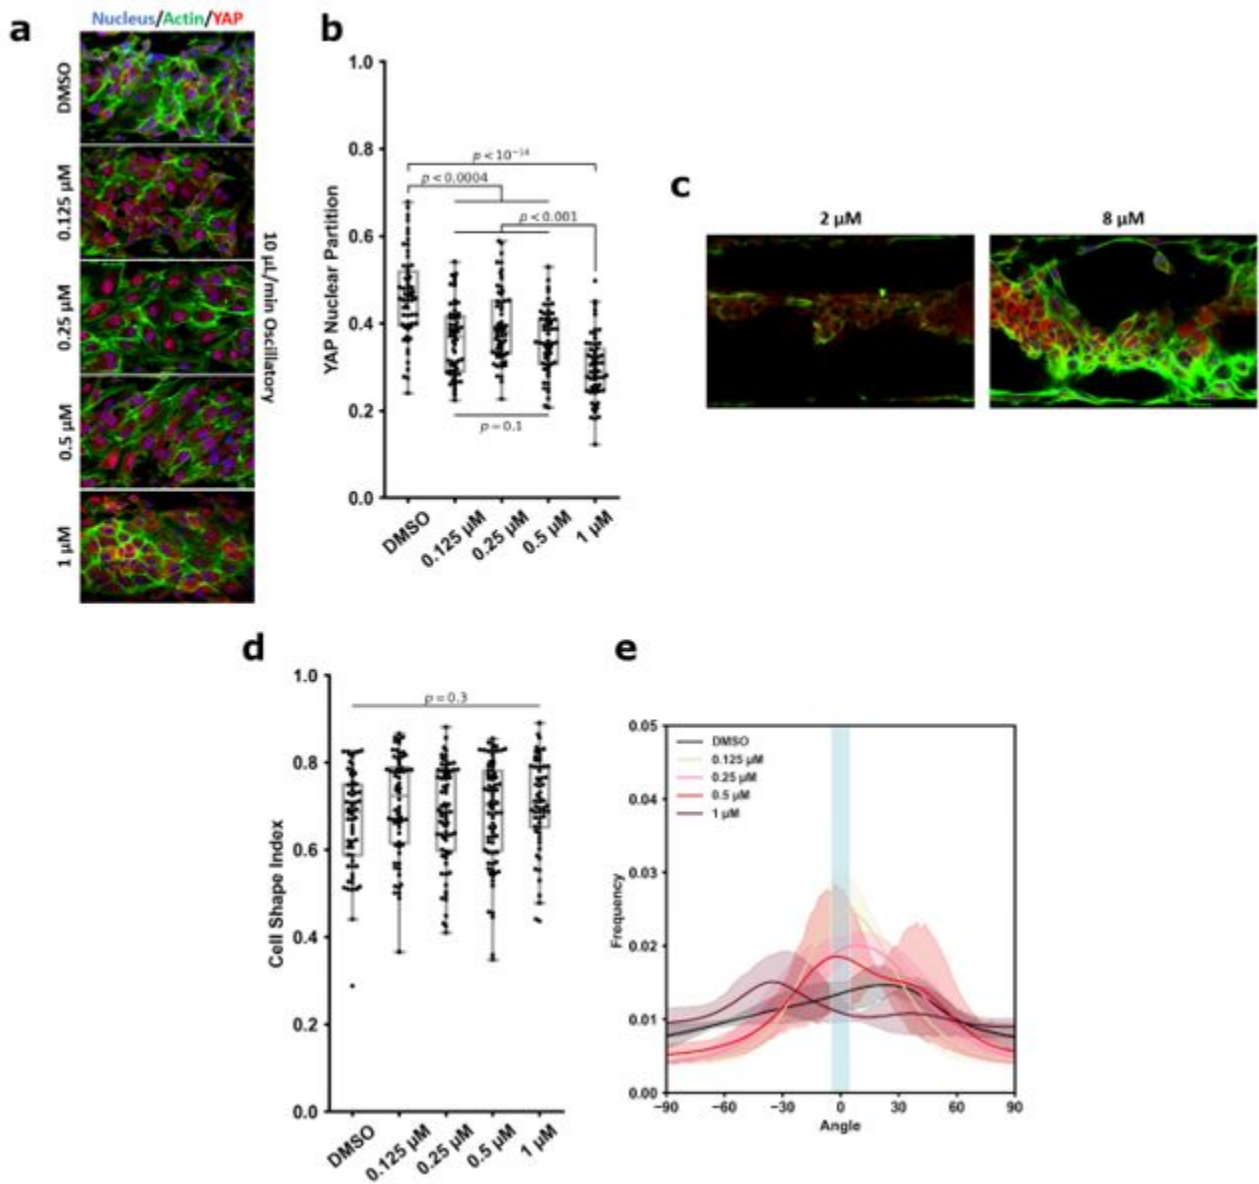 a
Nucleus/Actin/YAP
DMSO
0.125 μM
0.25 μM
0.5 μM
1 μM
10 μL/min Oscillatory
b
YAP Nuclear Partition
1.0
0.8
0.6
0.4
0.2
0.0
p < 10⁻¹⁴
p < 0.0004
p < 0.001
p = 0.1
DMSO
0.125 μM
0.25 μM
0.5 μM
1 μM
c
2 μM
8 μM
d
Cell Shape Index
1.0
0.8
0.6
0.4
0.2
0.0
p = 0.3
DMSO
0.125 μM
0.25 μM
0.5 μM
1 μM
e
Frequency
0.05
0.04
0.03
0.02
0.01
0.00
DMSO
0.125 μM
0.25 μM
0.5 μM
1 μM
−90 −60 −30 0 30 60 90
Angle